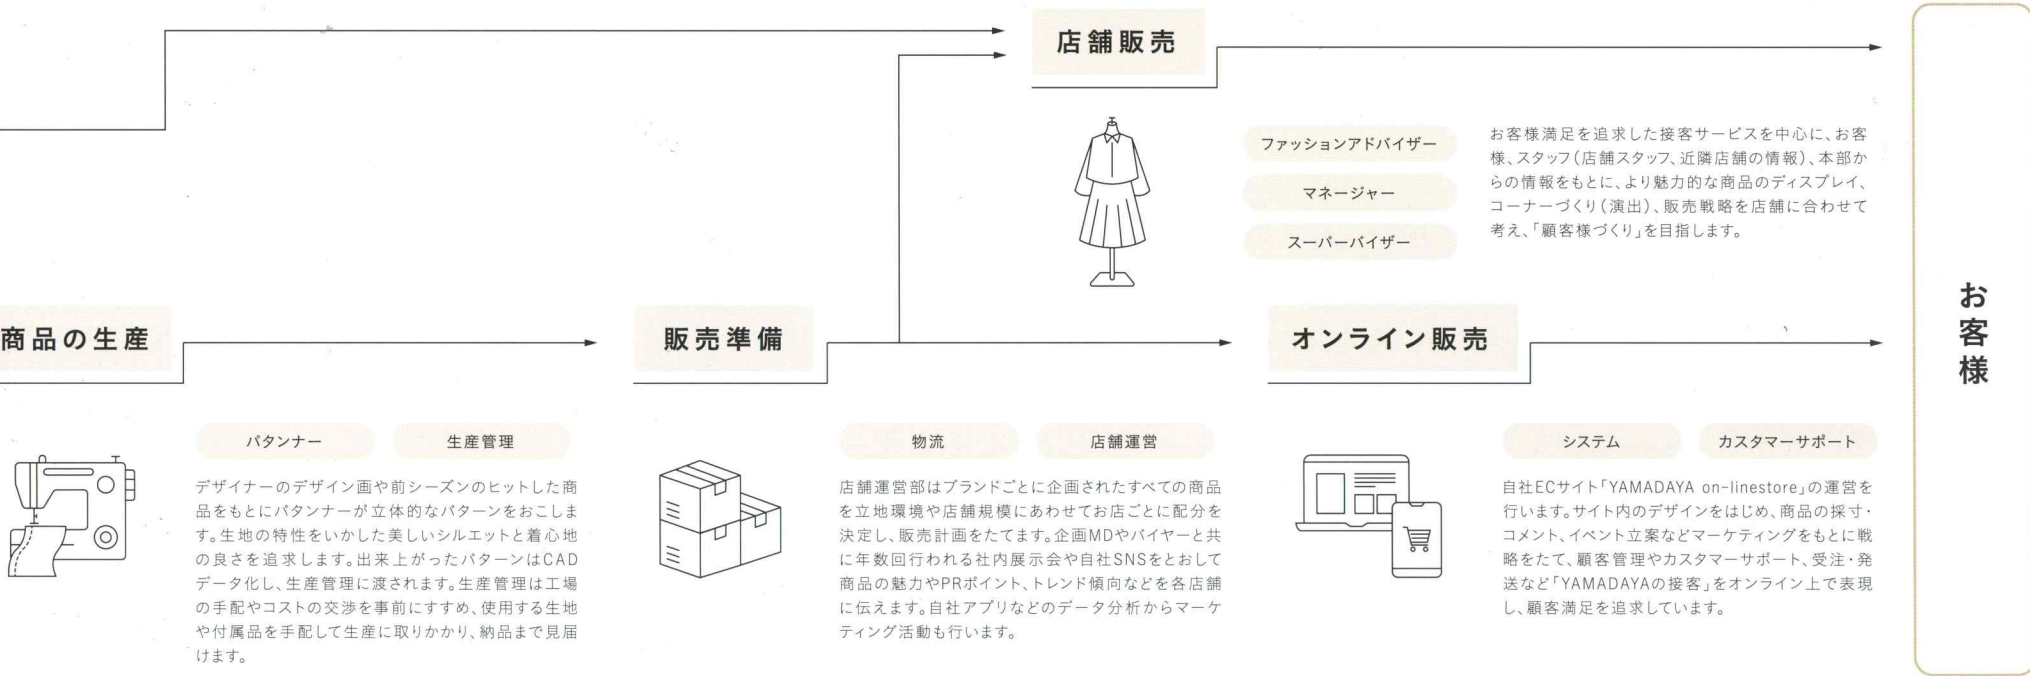 店舗販売
ファッションアドバイザー
マネージャー
スーパーバイザー
お客様満足を追求した接客サービスを中心に、お客
様、スタッフ（店舗スタッフ、近隣店舗の情報）、本部か
らの情報をもとに、より魅力的な商品のディスプレイ、
コーナーづくり（演出）、販売戦略を店舗に合わせて
考え、「顧客様づくり」を目指します。
商品の生産
パタンナー
生産管理
デザイナーのデザイン画や前シーズンのヒットした商
品をもとにパタンナーが立体的なパターンをおこしま
す。生地の特性をいかした美しいシルエットと着心地
の良さを追求します。出来上がったパターンはCAD
データ化し、生産管理に渡されます。生産管理は工場
の手配やコストの交渉を事前にすすめ、使用する生地
や付属品を手配して生産に取りかかり、納品まで見届
けます。
販売準備
物流
店舗運営
店舗運営部はブランドごとに企画されたすべての商品
を立地環境や店舗規模にあわせてお店ごとに配分を
決定し、販売計画をたてます。企画MDやバイヤーと共
に年数回行われる社内展示会や自社SNSをとおして
商品の魅力やPRポイント、トレンド傾向などを各店舗
に伝えます。自社アプリなどのデータ分析からマーケ
ティング活動も行います。
オンライン販売
システム
カスタマーサポート
自社ECサイト「YAMADAYA on-linestore」の運営を
行います。サイト内のデザインをはじめ、商品の採寸・
コメント、イベント立案などマーケティングをもとに戦
略をたて、顧客管理やカスタマーサポート、受注・発
送など「YAMADAYAの接客」をオンライン上で表現
し、顧客満足を追求しています。
お客様